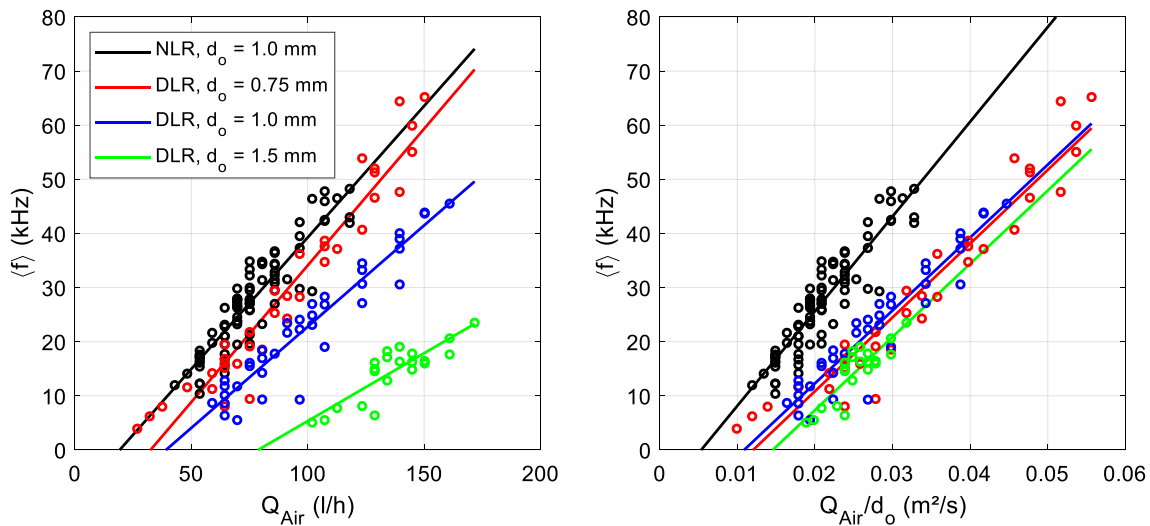 80
70
60
50
40
30
20
10
0
⟨f⟩ (kHz)
NLR, dₒ = 1.0 mm
DLR, dₒ = 0.75 mm
DLR, dₒ = 1.0 mm
DLR, dₒ = 1.5 mm
0 50 100 150 200
Q_Air (l/h)
80
70
60
50
40
30
20
10
0
⟨f⟩ (kHz)
0 0.01 0.02 0.03 0.04 0.05 0.06
Q_Air/dₒ (m²/s)